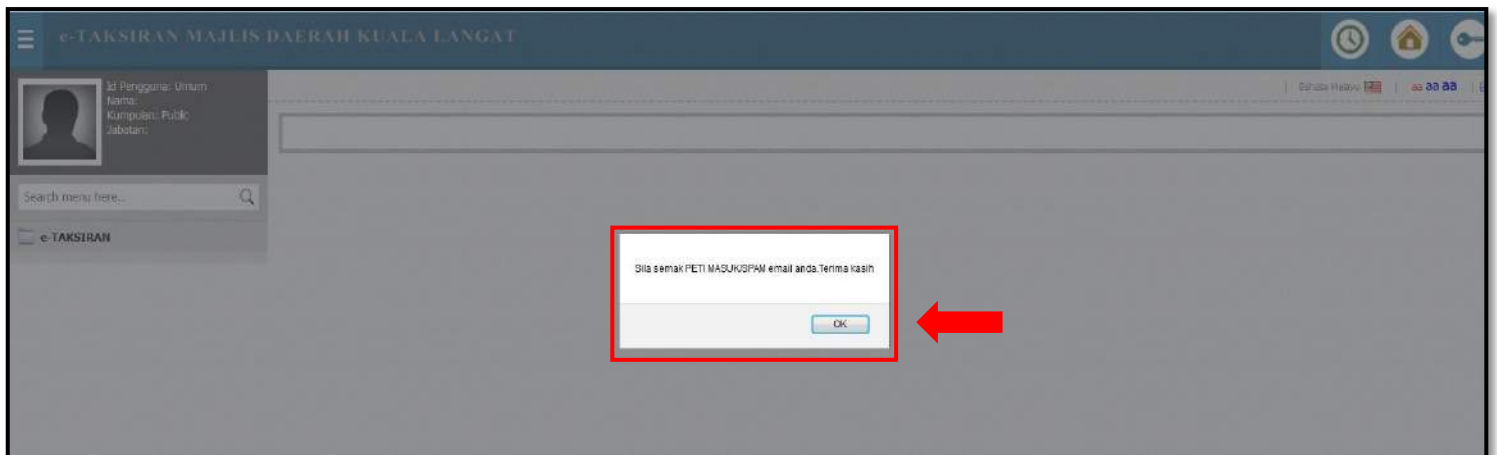 e-TAKSIRAN MAJLIS DAERAH KUALA LANGAT
Id Pengguna: Umum
Nama:
Kumpulan: Public
Jabatan:
Bahasa Melayu
aa aa aa
Search menu here...
e-TAKSIRAN
Sila semak PETI MASUK/SPAM email anda.Terima kasih
OK